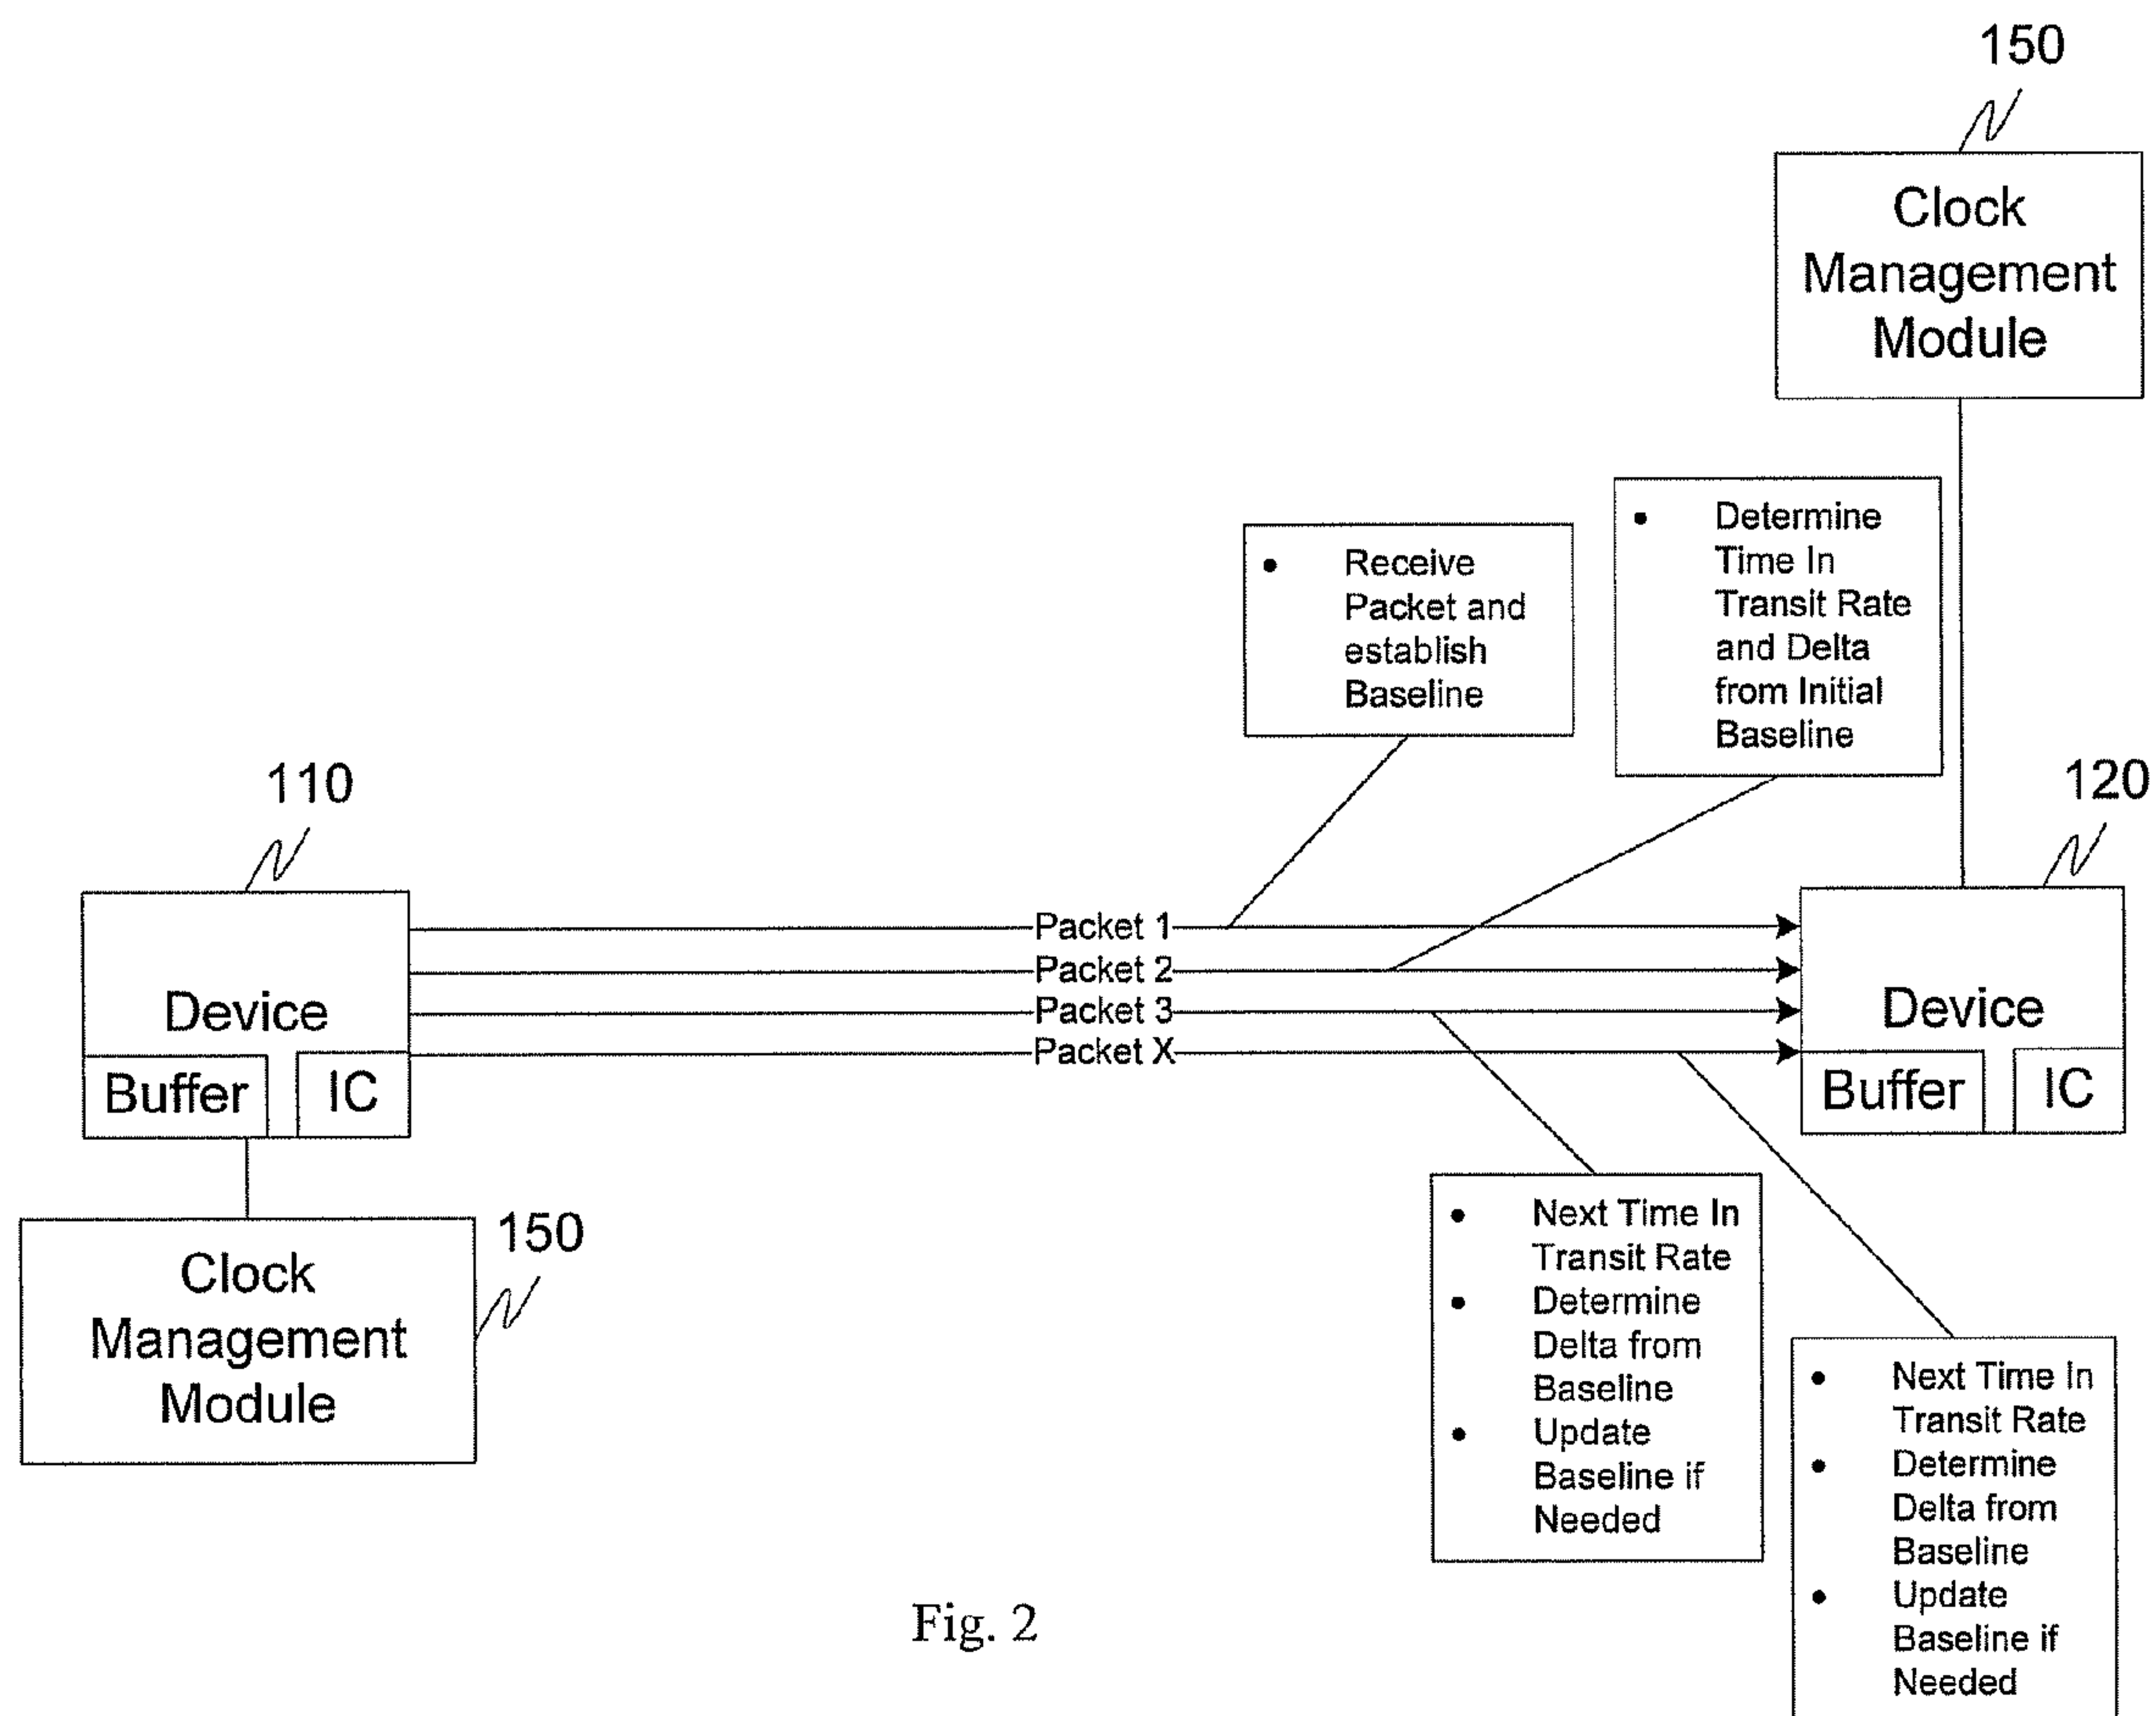 150
Clock
Management
Module
• Receive
Packet and
establish
Baseline
• Determine
Time In
Transit Rate
and Delta
from Initial
Baseline
110
120
Device
Buffer
IC
Packet 1
Packet 2
Packet 3
Packet X
Device
Buffer
IC
150
Clock
Management
Module
• Next Time In
Transit Rate
• Determine
Delta from
Baseline
• Update
Baseline if
Needed
• Next Time In
Transit Rate
• Determine
Delta from
Baseline
• Update
Baseline if
Needed
Fig. 2